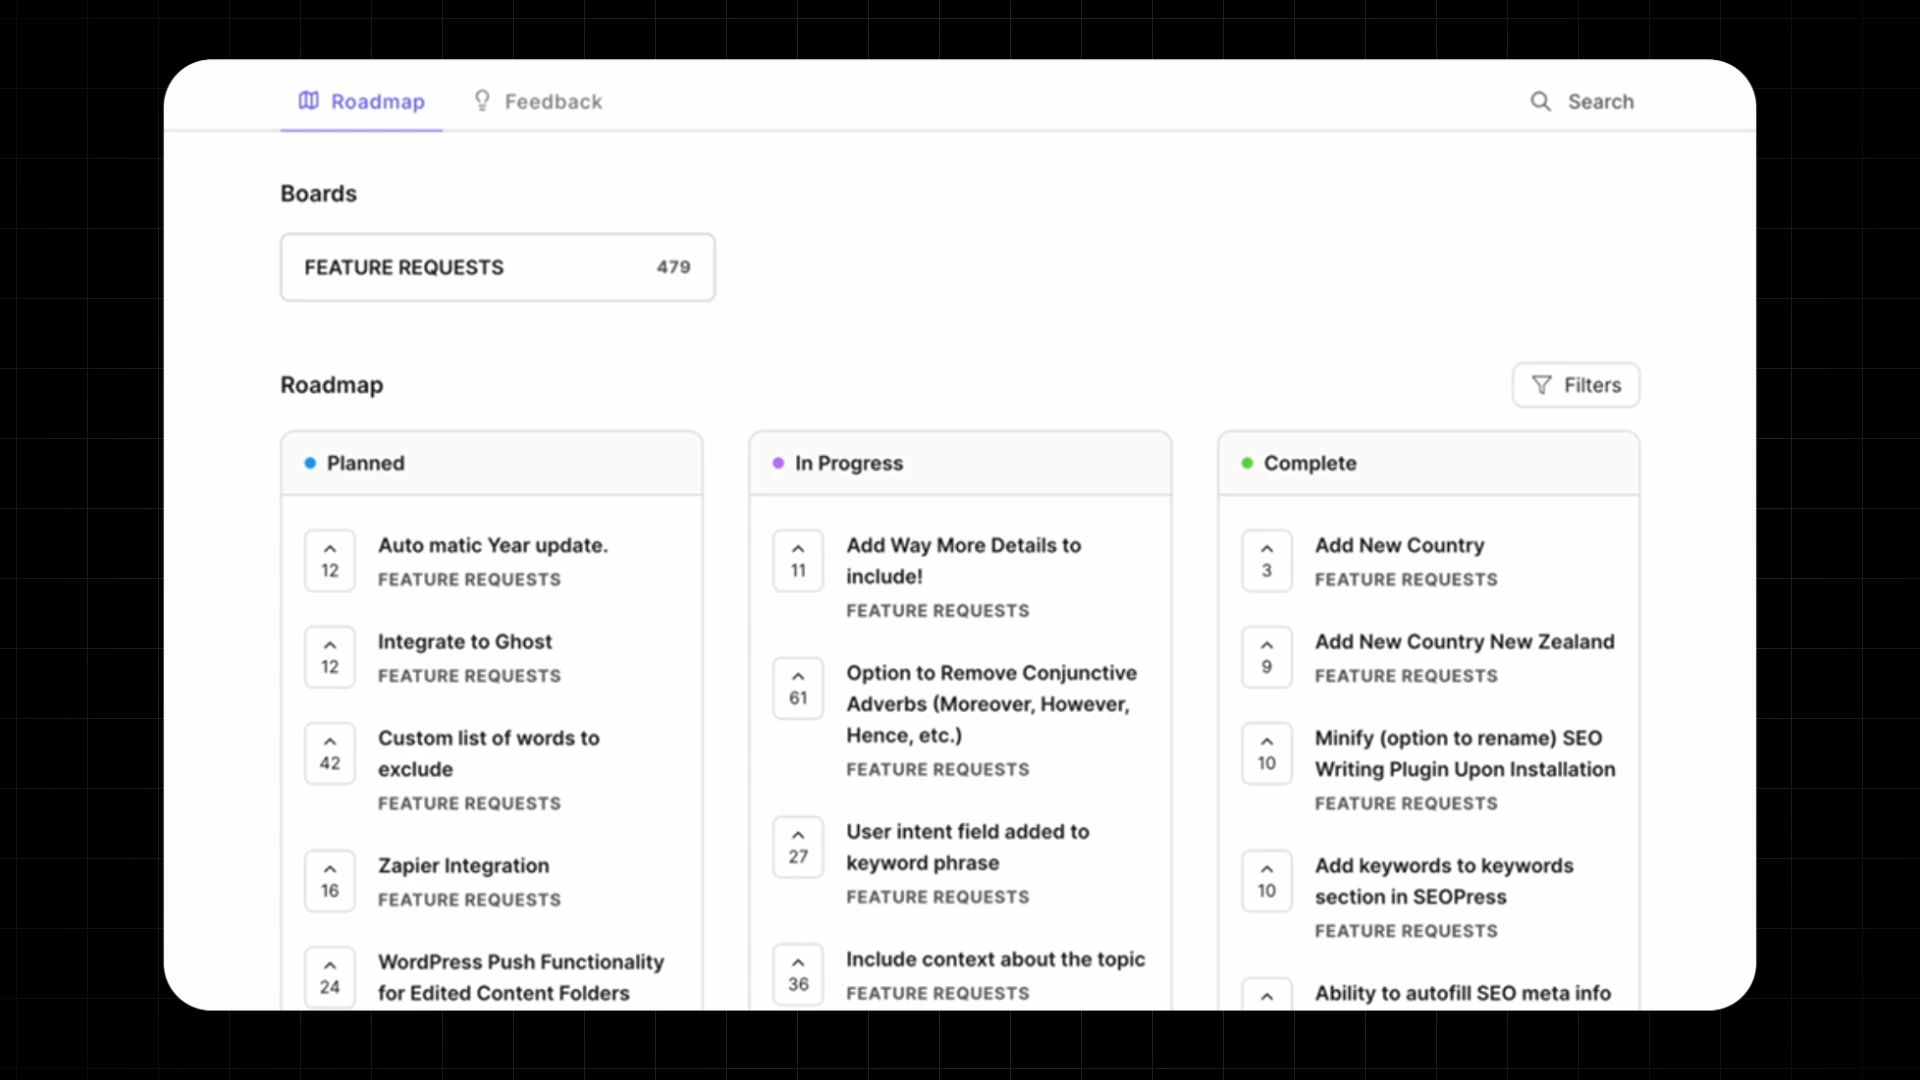 Roadmap
Feedback
Search
Boards
FEATURE REQUESTS 479
Roadmap
Filters
Planned
12
Auto matic Year update.
FEATURE REQUESTS
12
Integrate to Ghost
FEATURE REQUESTS
42
Custom list of words to
exclude
FEATURE REQUESTS
16
Zapier Integration
FEATURE REQUESTS
24
WordPress Push Functionality
for Edited Content Folders
In Progress
11
Add Way More Details to
include!
FEATURE REQUESTS
61
Option to Remove Conjunctive
Adverbs (Moreover, However,
Hence, etc.)
FEATURE REQUESTS
27
User intent field added to
keyword phrase
FEATURE REQUESTS
36
Include context about the topic
FEATURE REQUESTS
Complete
3
Add New Country
FEATURE REQUESTS
9
Add New Country New Zealand
FEATURE REQUESTS
10
Minify (option to rename) SEO
Writing Plugin Upon Installation
FEATURE REQUESTS
10
Add keywords to keywords
section in SEOPress
FEATURE REQUESTS
Ability to autofill SEO meta info